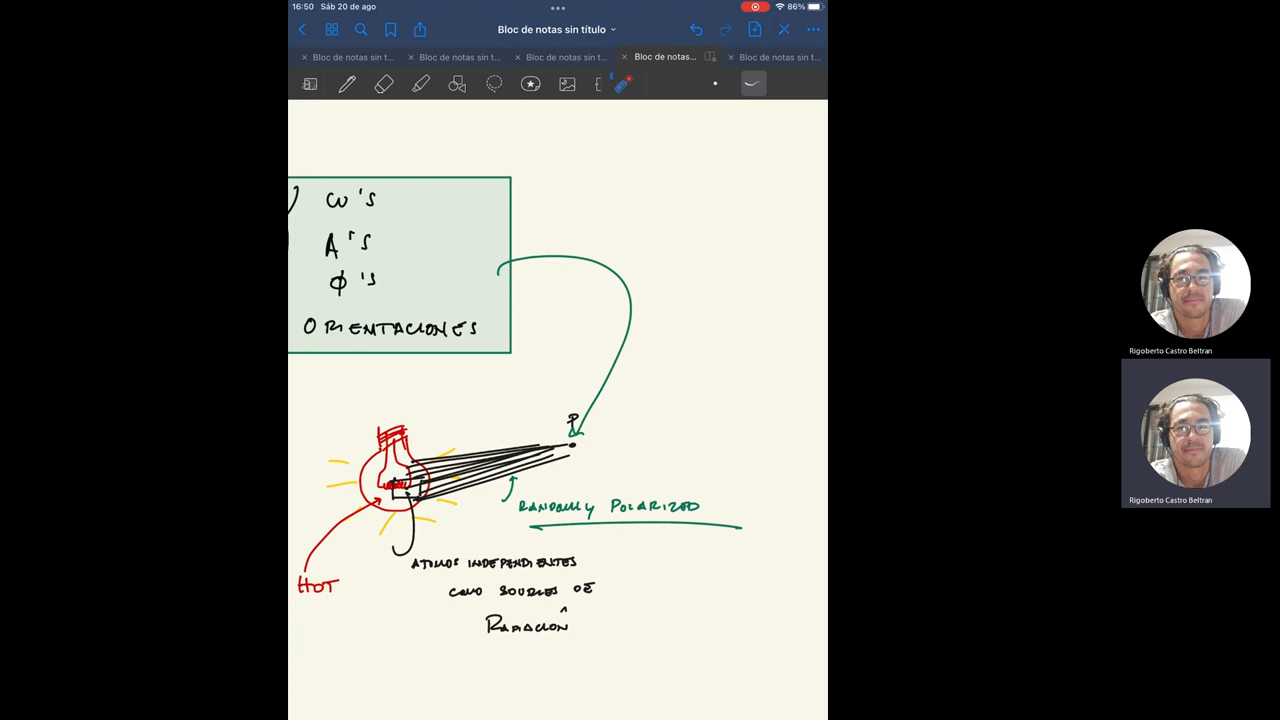 16:50 Sáb 20 de ago
86%
Bloc de notas sin título
Bloc de notas sin t...
Bloc de notas sin t...
Bloc de notas sin t...
Bloc de notas...
Bloc de notas sin t...
ω's
A's
φ's
ORIENTACIONES
P
RANDOMLY POLARIZED
HOT
ATOMOS INDEPENDIENTES
COMO SOURCES DE
RADIACION
Rigoberto Castro Beltran
Rigoberto Castro Beltran